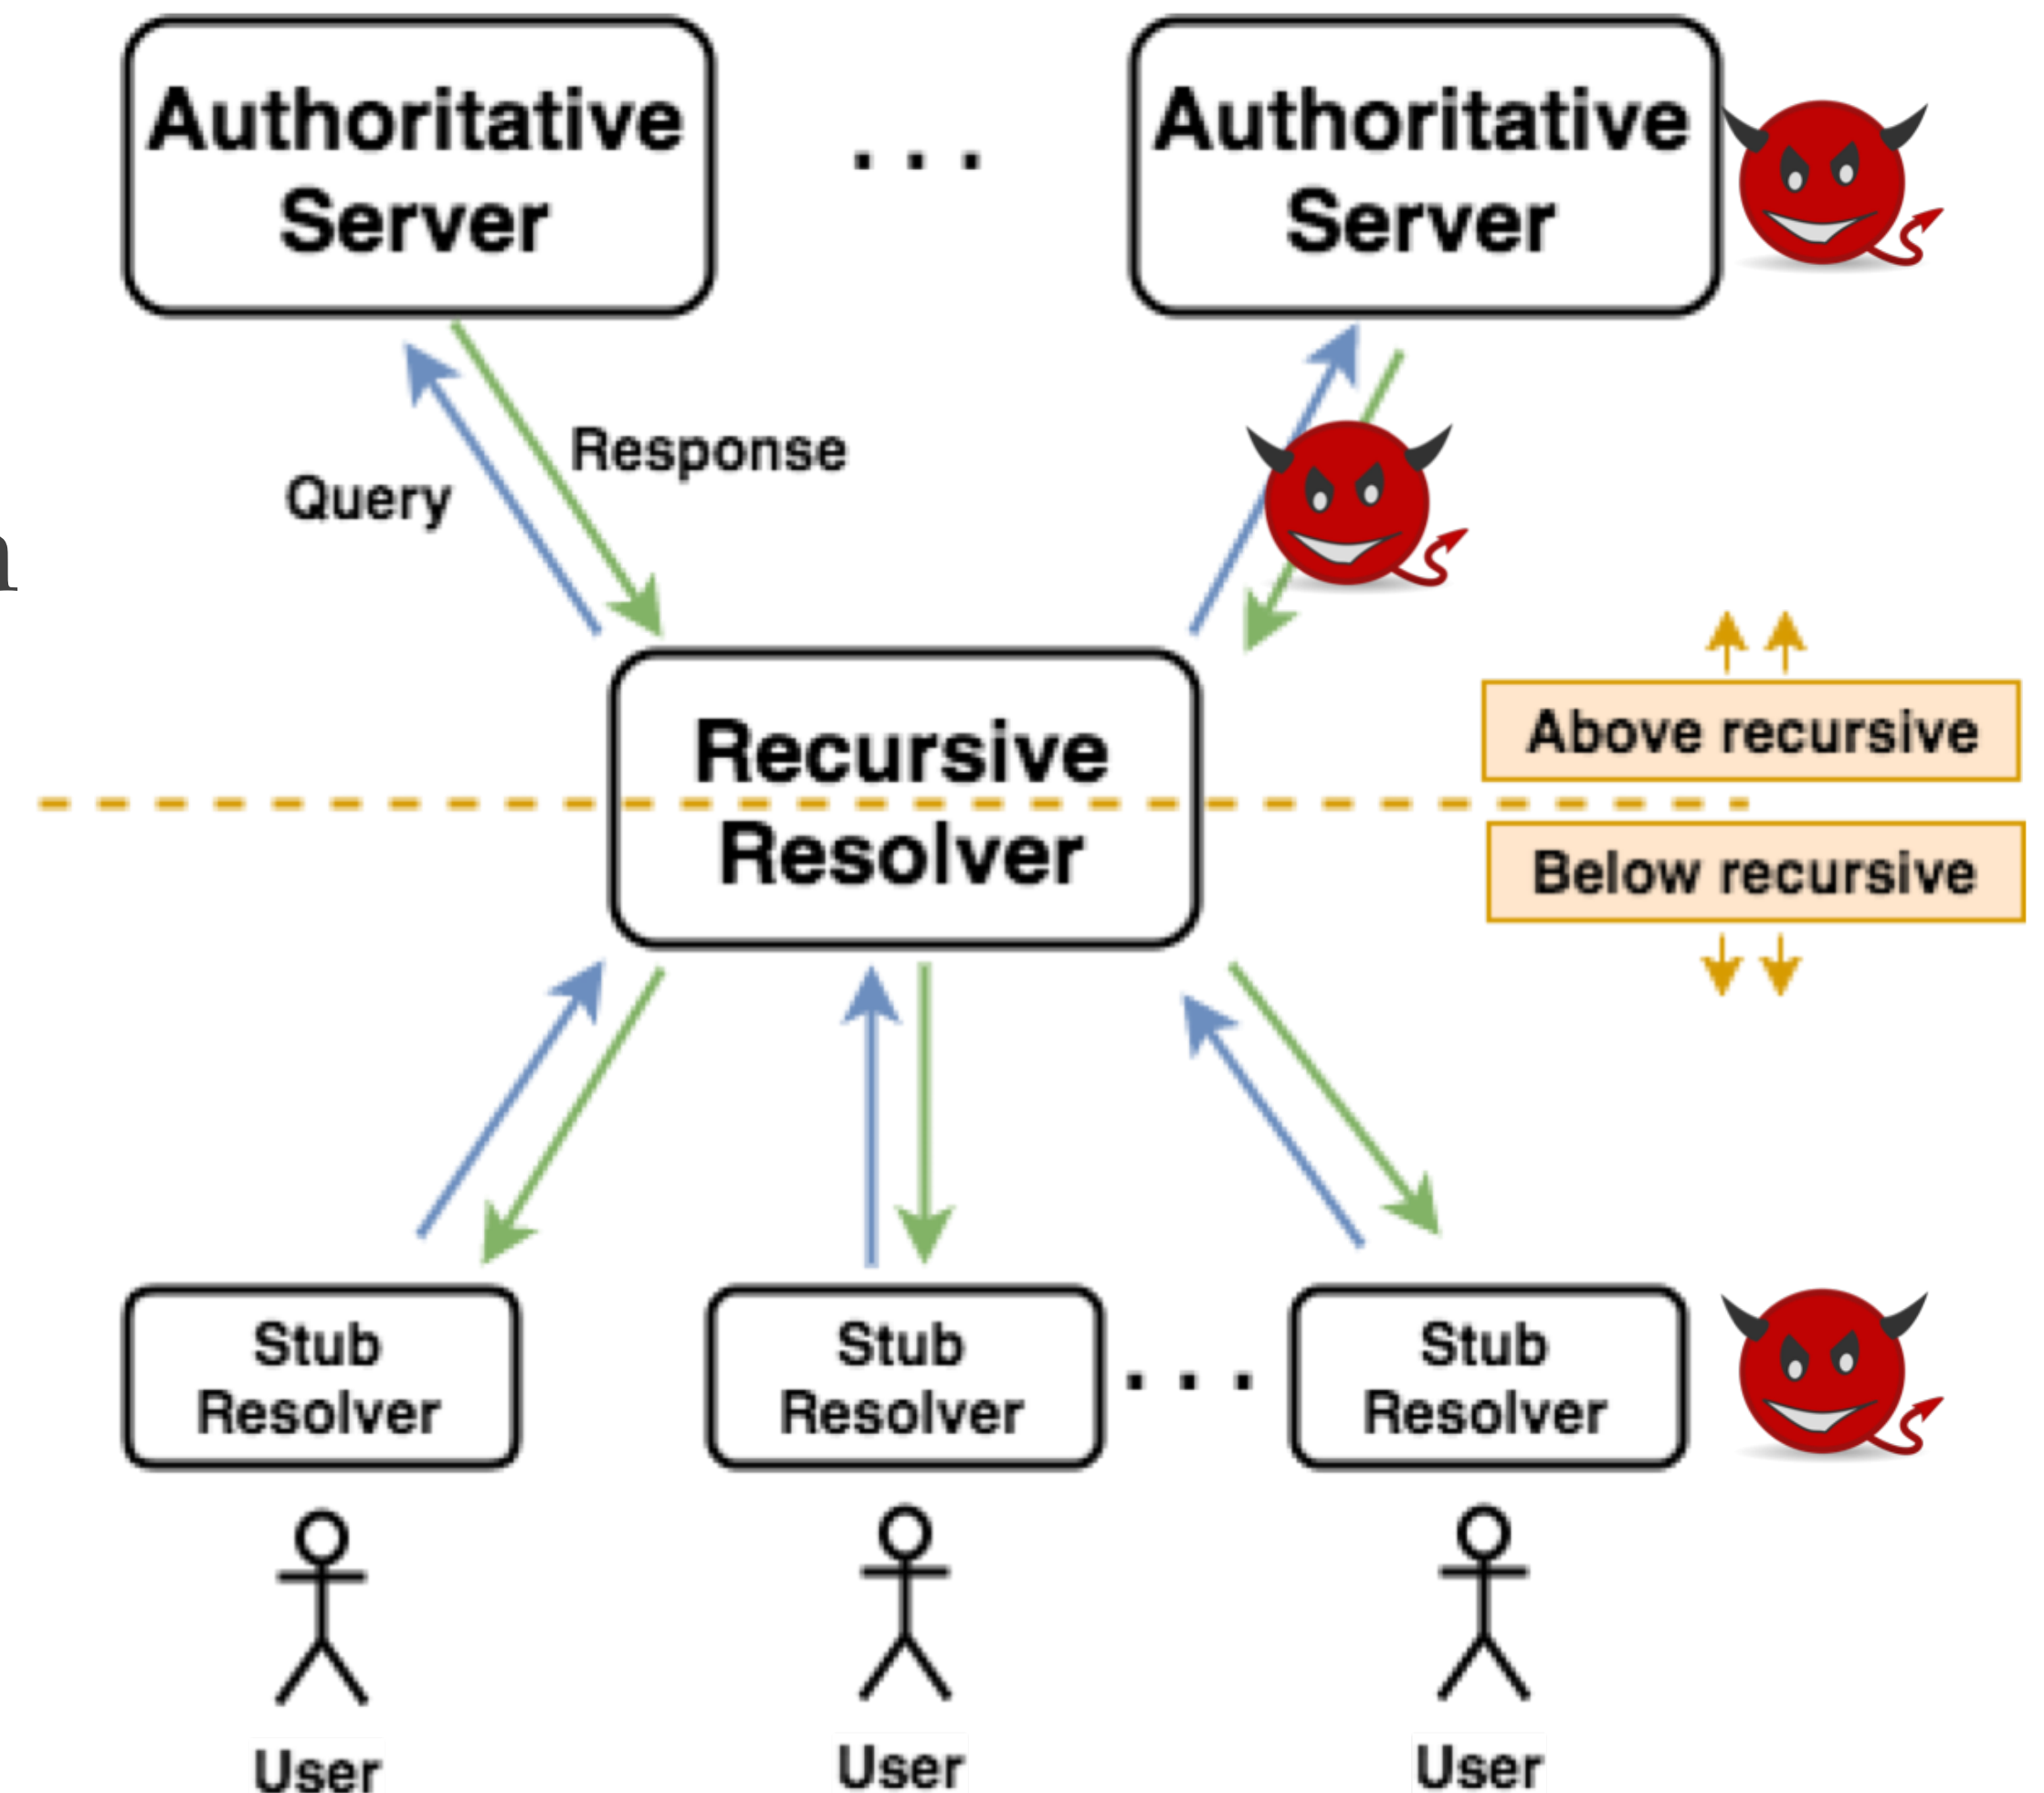 Authoritative
Server
. . .
Authoritative
Server
Response
Query
Above recursive
Recursive
Resolver
Below recursive
Stub
Resolver
Stub
Resolver
. . .
Stub
Resolver
User
User
User